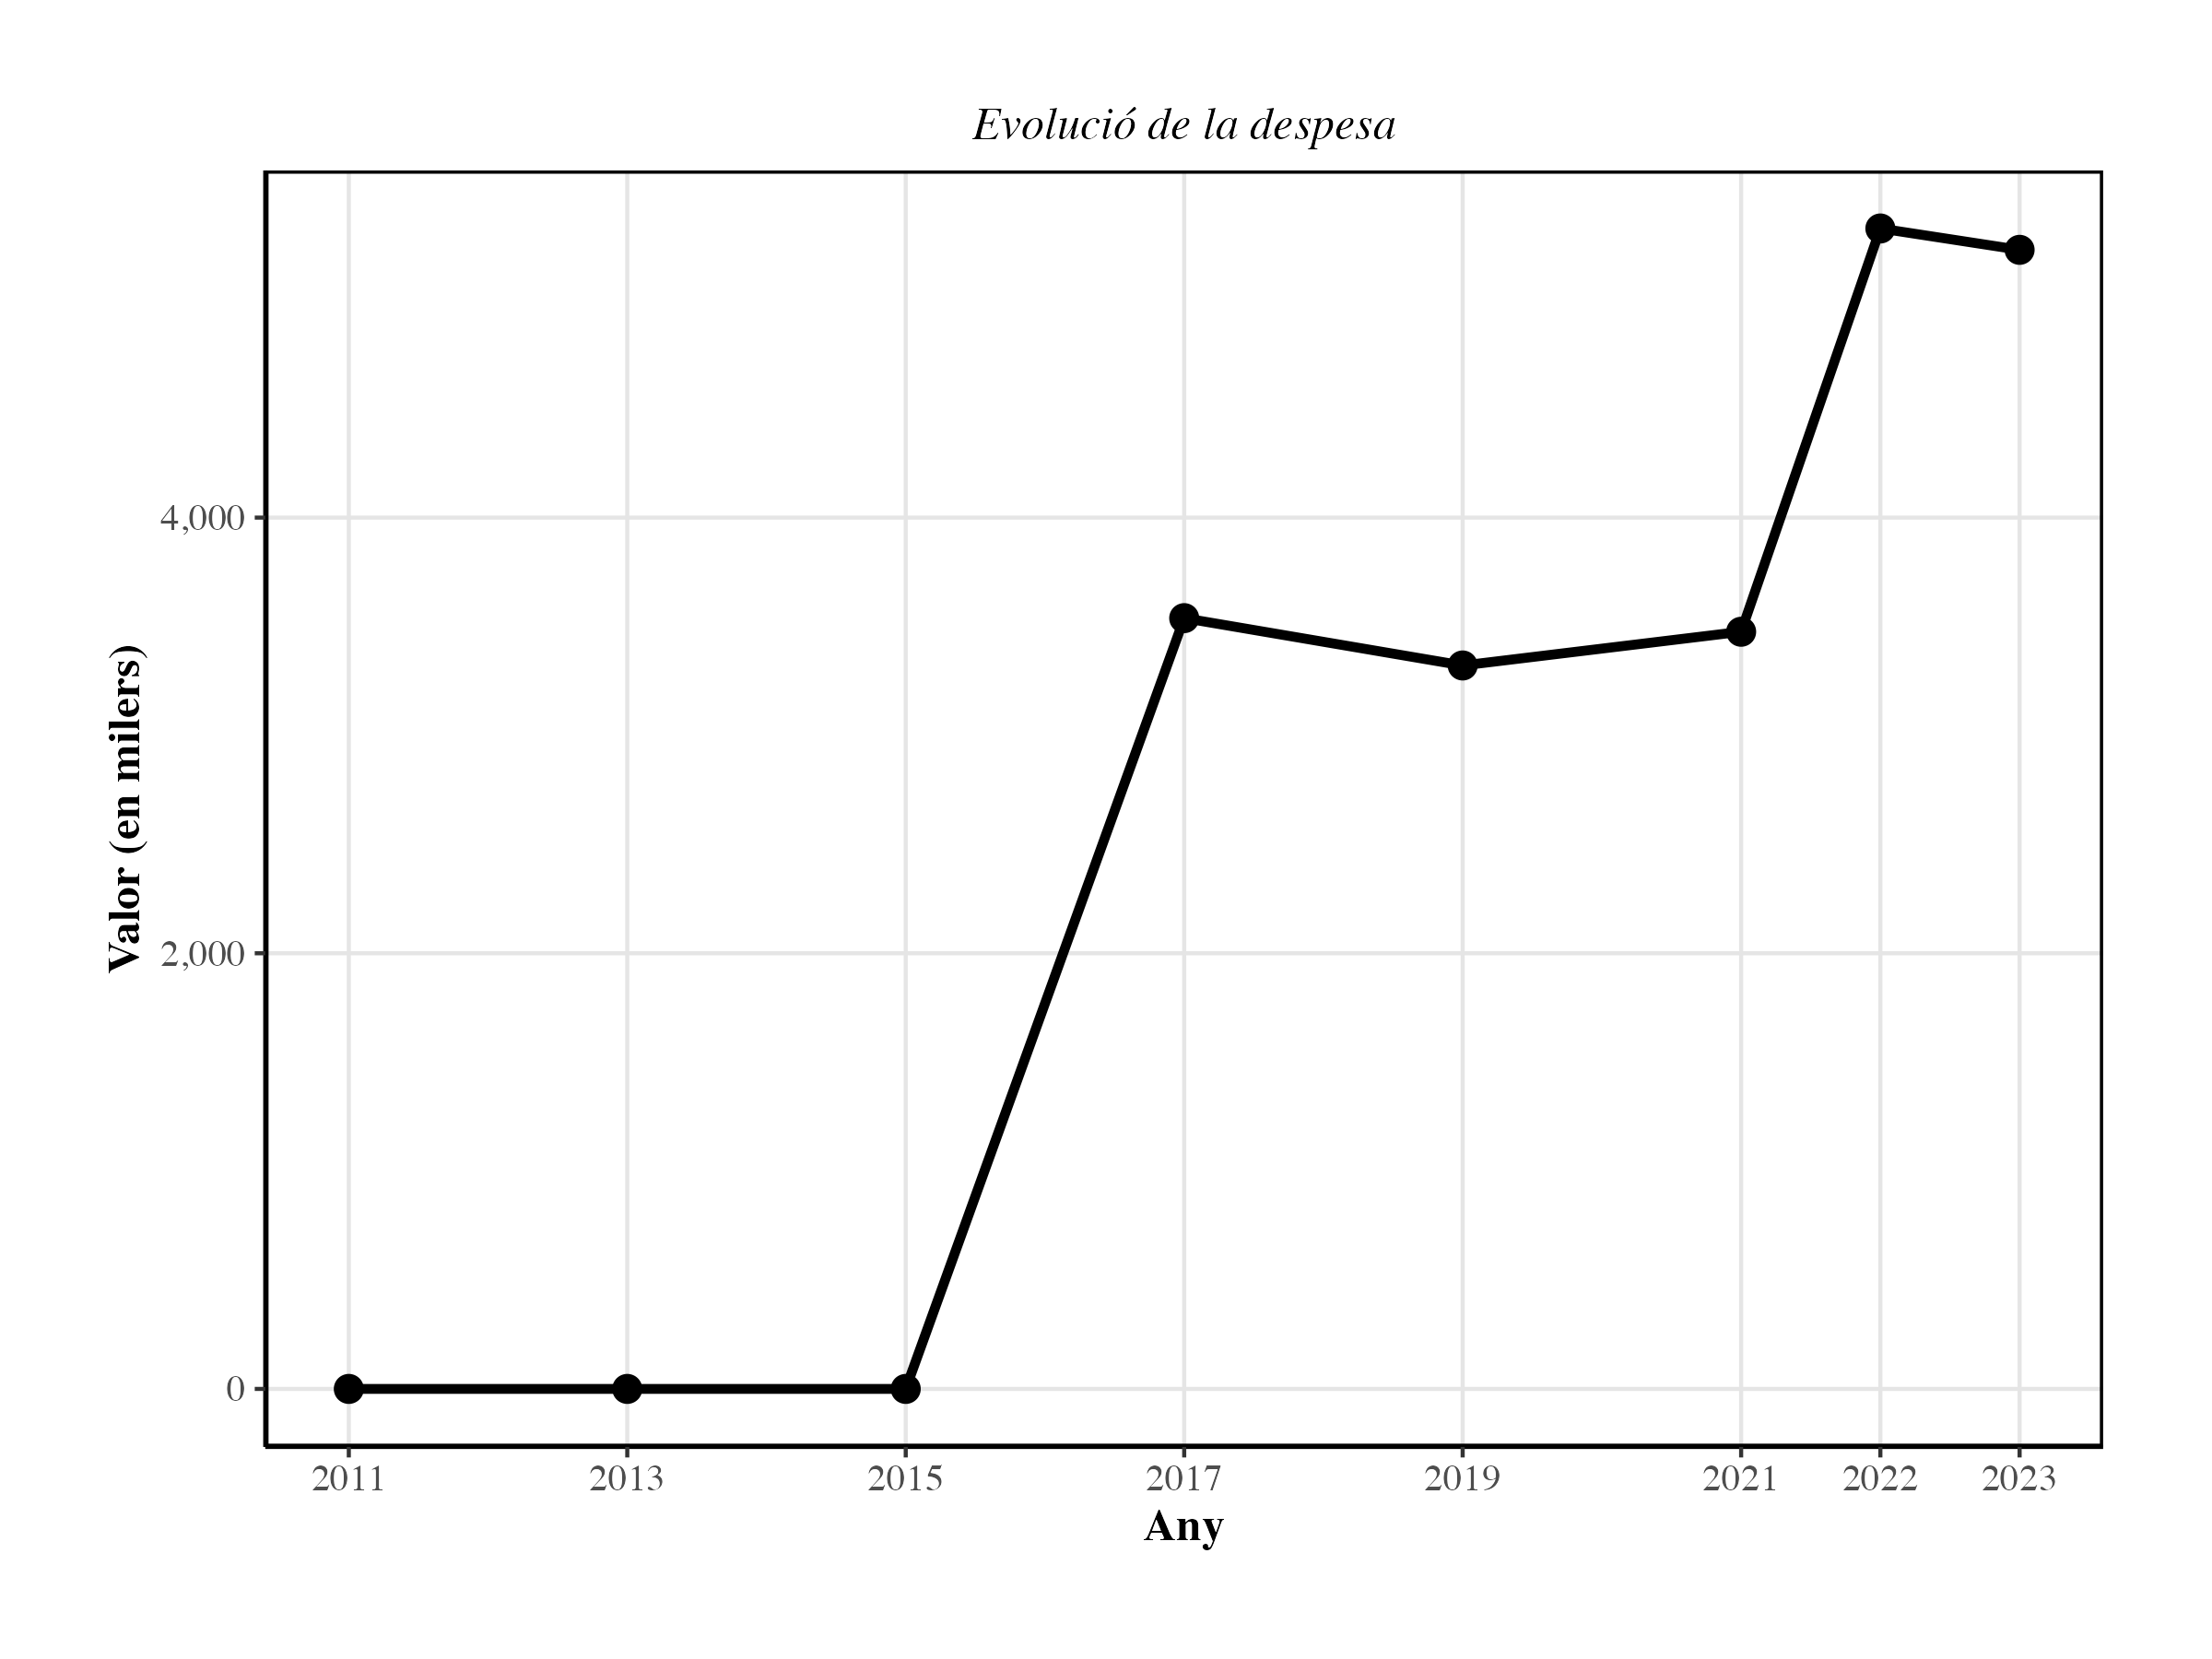 Evolució de la despesa
Valor (en milers)
4,000
2,000
0
2011 2013 2015 2017 2019 2021 2022 2023
Any